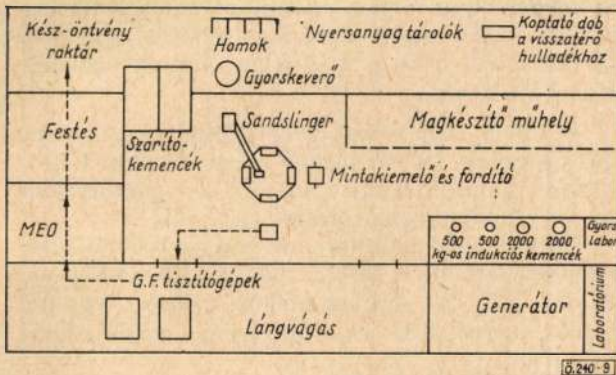 Kész-öntvény
raktár
Homok
Nyersanyag tárolók
Koptató dob
a visszatérő
hulladékhoz
Gyorskeverő
Festés
Szárító-
kemencék
Sandslinger
Magkészítő műhely
Mintakiemelő és fordító
MEO
500 500 2000 2000
kg-os indukciós kemencék
Gyors
labor
G.F. tisztítógépek
Lángvágás
Generátor
Laboratórium
Ö.240-9